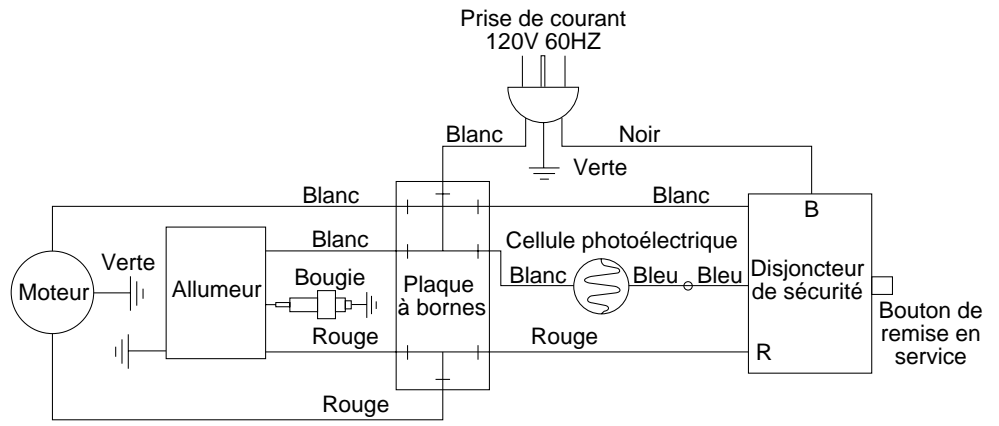 Prise de courant
120V 60HZ
Blanc
Noir
Verte
Blanc
Blanc
B
Blanc
Cellule photoélectrique
Verte
Bougie
Blanc
Bleu
Bleu
Moteur
Allumeur
Plaque
à bornes
Disjoncteur
de sécurité
Bouton de
remise en
service
Rouge
Rouge
R
Rouge